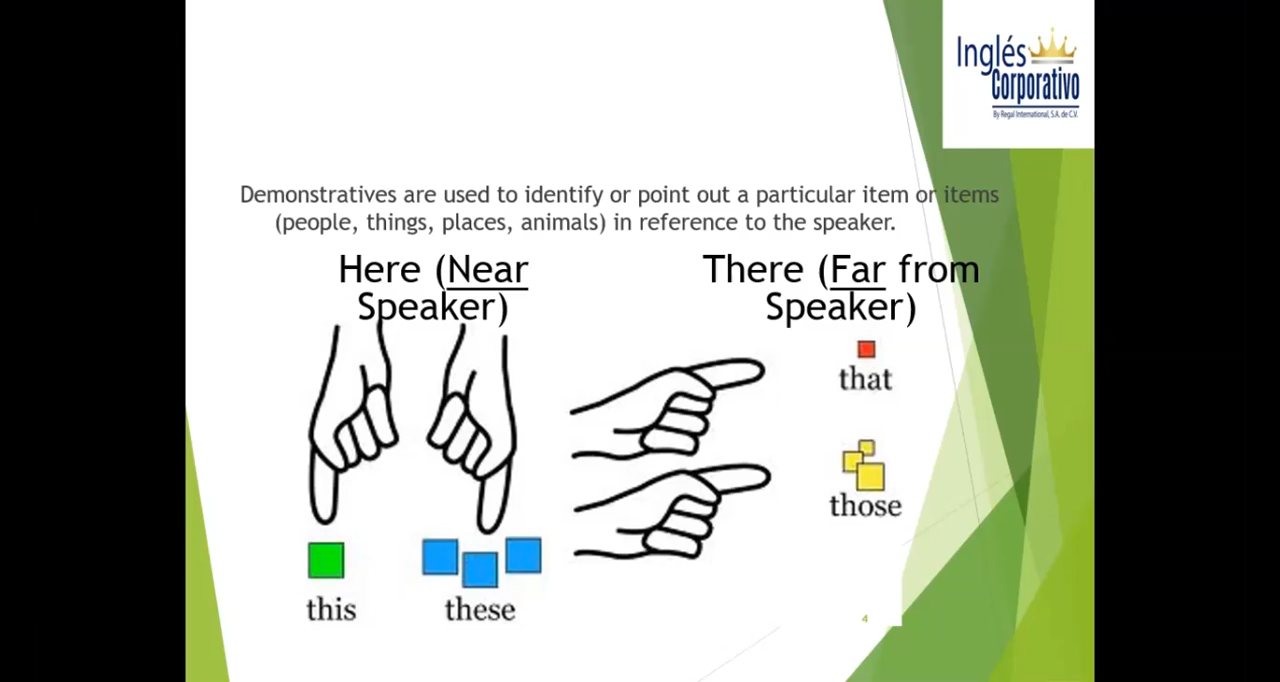 Inglés
Corporativo
By Regal International, S.A. de C.V.
Demonstratives are used to identify or point out a particular item or items
(people, things, places, animals) in reference to the speaker.
Here (Near
Speaker)
There (Far from
Speaker)
that
those
this
these
4